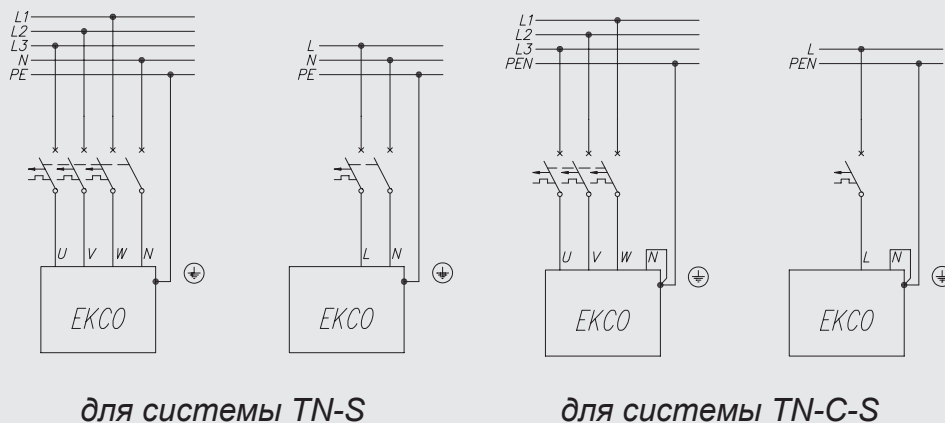 L1
L2
L3
N
PE
U V W N
EKCO
L
N
PE
L N
EKCO
для системы TN-S
L1
L2
L3
PEN
U V W N
EKCO
L
PEN
L N
EKCO
для системы TN-C-S